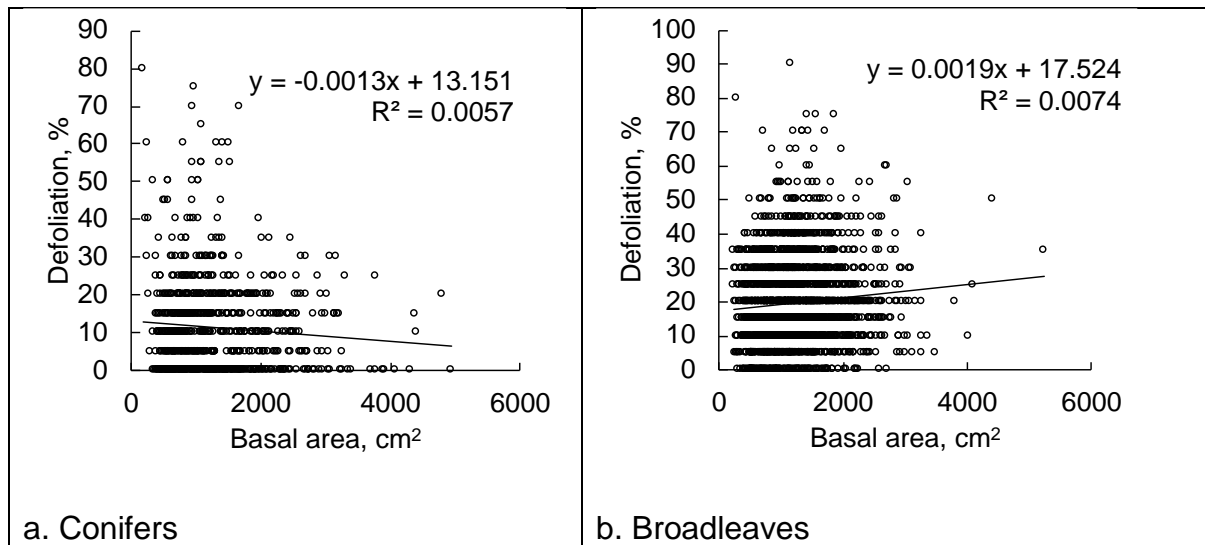 90
80
70
60
50
40
30
20
10
0
Defoliation, %
y = -0.0013x + 13.151
R² = 0.0057
0 2000 4000 6000
Basal area, cm²
a. Conifers
100
90
80
70
60
50
40
30
20
10
0
Defoliation, %
y = 0.0019x + 17.524
R² = 0.0074
0 2000 4000 6000
Basal area, cm²
b. Broadleaves